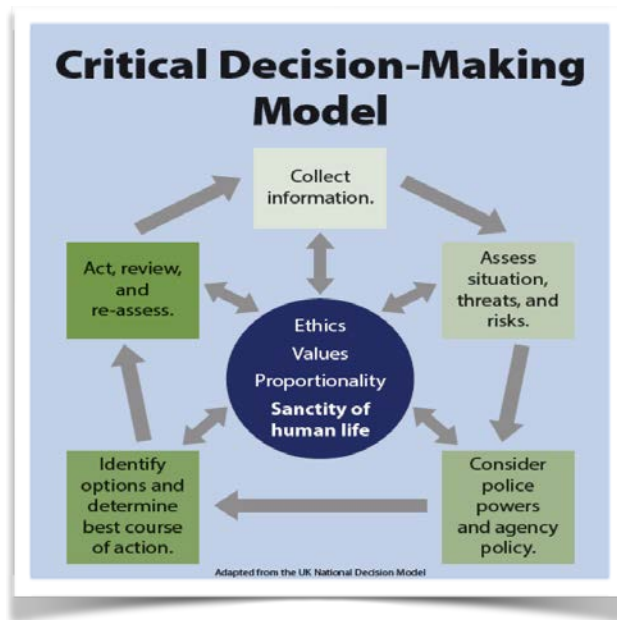 Critical Decision-Making
Model
Collect
information.
Assess
situation,
threats, and
risks.
Consider
police
powers
and agency
policy.
Identify
options and
determine
best course
of action.
Act, review,
and
re-assess.
Ethics
Values
Proportionality
Sanctity of
human life
Adapted from the UK National Decision Model